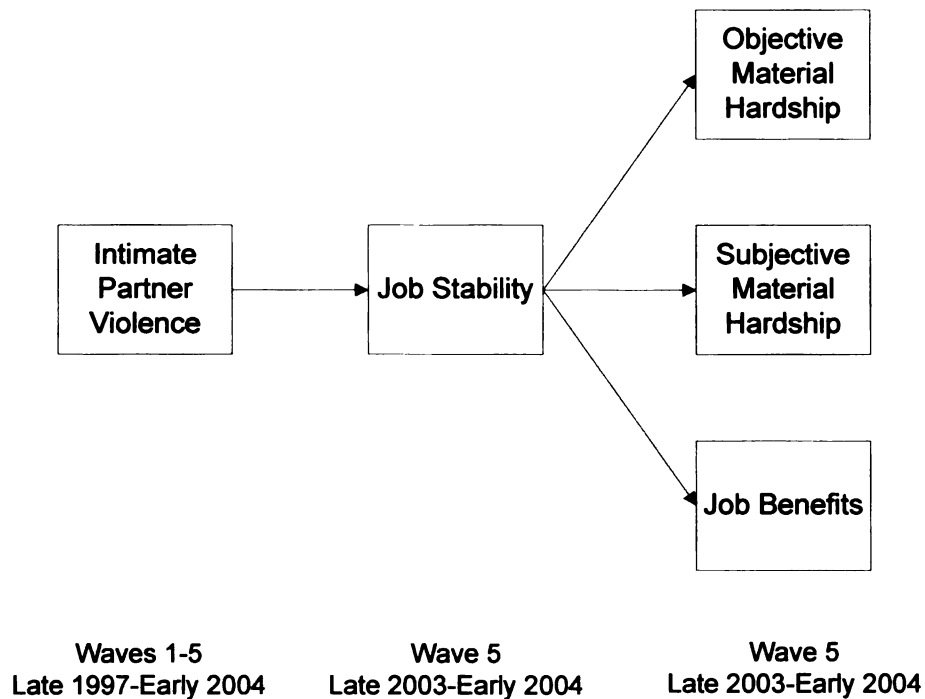 Objective
Material
Hardship
Intimate
Partner
Violence
Job Stability
Subjective
Material
Hardship
Job Benefits
Waves 1-5
Late 1997-Early 2004
Wave 5
Late 2003-Early 2004
Wave 5
Late 2003-Early 2004